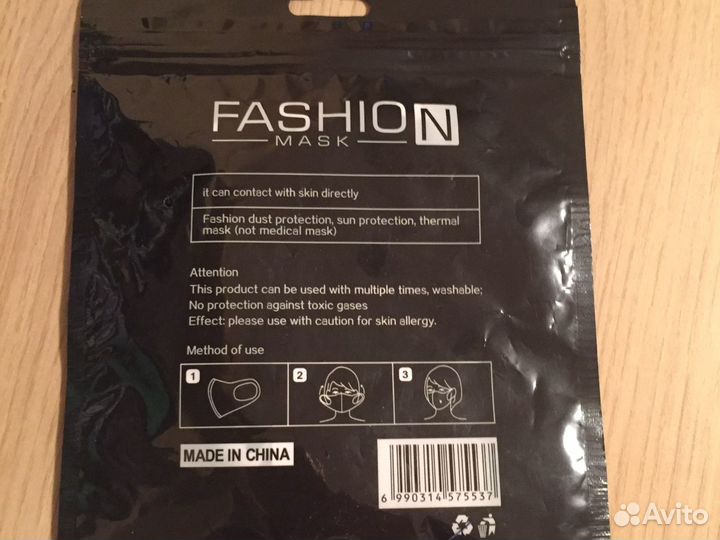 FASHION
MASK
it can contact with skin directly
Fashion dust protection, sun protection, thermal
mask (not medical mask)
Attention
This product can be used with multiple times, washable;
No protection against toxic gases
Effect: please use with caution for skin allergy.
Method of use
1 2 3
MADE IN CHINA
6 990314 575537
Avito